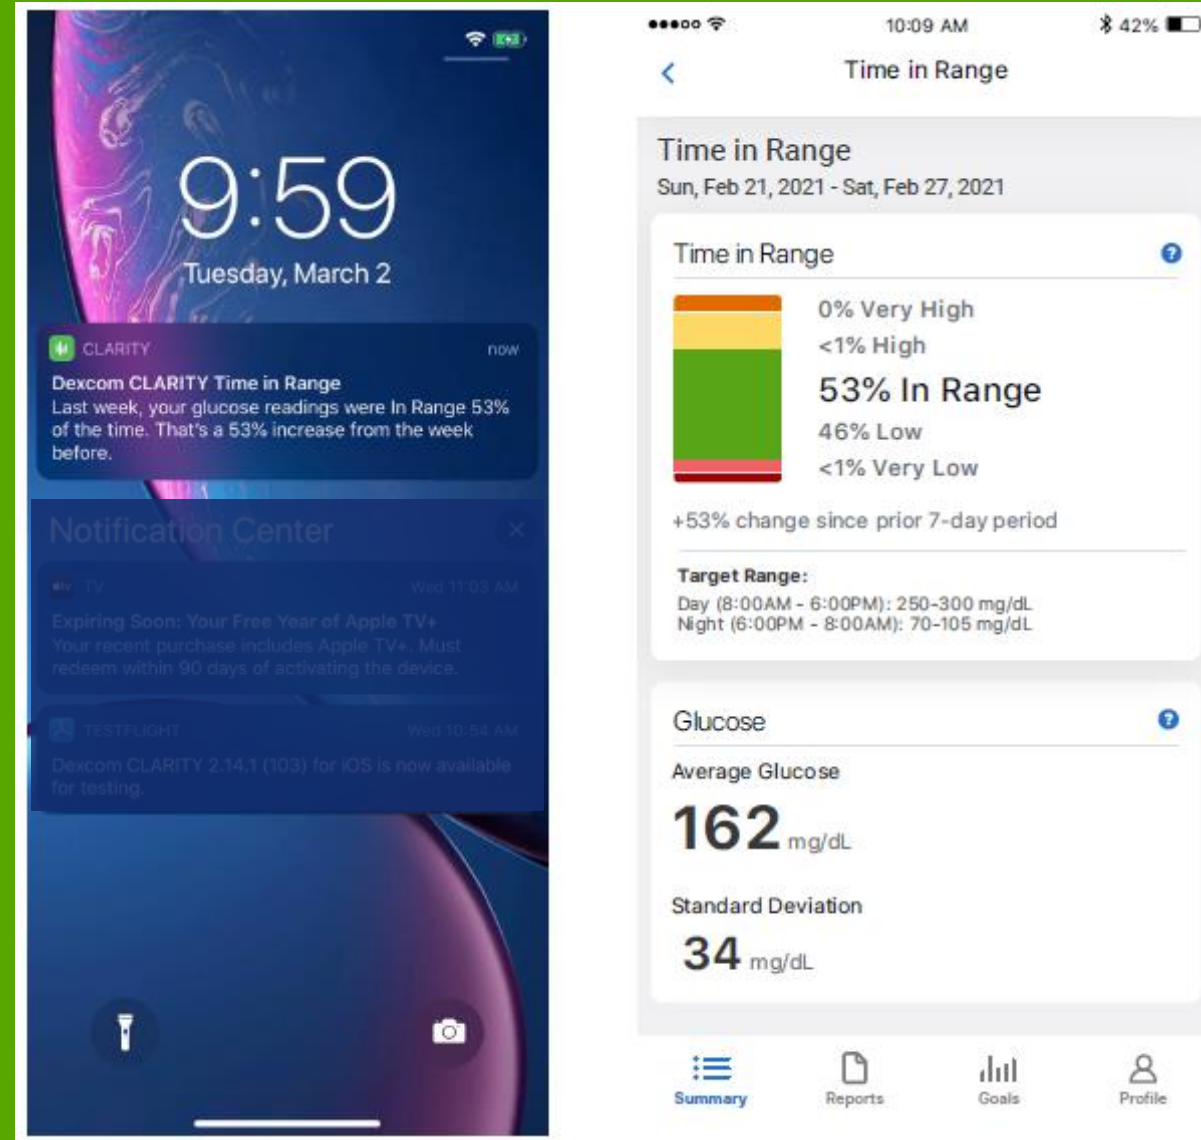 9:59
Tuesday, March 2
CLARITY now
Dexcom CLARITY Time in Range
Last week, your glucose readings were In Range 53%
of the time. That's a 53% increase from the week
before.
Notification Center
tv TV Wed 11:03 AM
Expiring Soon: Your Free Year of Apple TV+
Your recent purchase includes Apple TV+. Must
redeem within 90 days of activating the device.
TESTFLIGHT Wed 10:54 AM
Dexcom CLARITY 2.14.1 (103) for iOS is now available
for testing.
10:09 AM 42%
Time in Range
Time in Range
Sun, Feb 21, 2021 - Sat, Feb 27, 2021
Time in Range ?
0% Very High
<1% High
53% In Range
46% Low
<1% Very Low
+53% change since prior 7-day period
Target Range:
Day (8:00AM - 6:00PM): 250-300 mg/dL
Night (6:00PM - 8:00AM): 70-105 mg/dL
Glucose ?
Average Glucose
162 mg/dL
Standard Deviation
34 mg/dL
Summary Reports Goals Profile